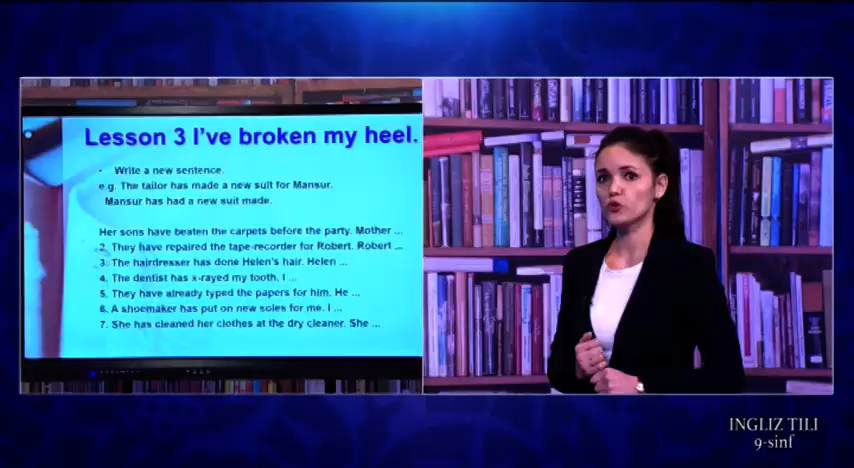 Lesson 3 I've broken my heel.
• Write a new sentence.
e.g. The tailor has made a new suit for Mansur.
Mansur has had a new suit made.
Her sons have beaten the carpets before the party. Mother ...
2. They have repaired the tape-recorder for Robert. Robert ...
3. The hairdresser has done Helen's hair. Helen ...
4. The dentist has x-rayed my tooth. I ...
5. They have already typed the papers for him. He ...
6. A shoemaker has put on new soles for me. I ...
7. She has cleaned her clothes at the dry cleaner. She ...
INGLIZ TILI
9-sinf